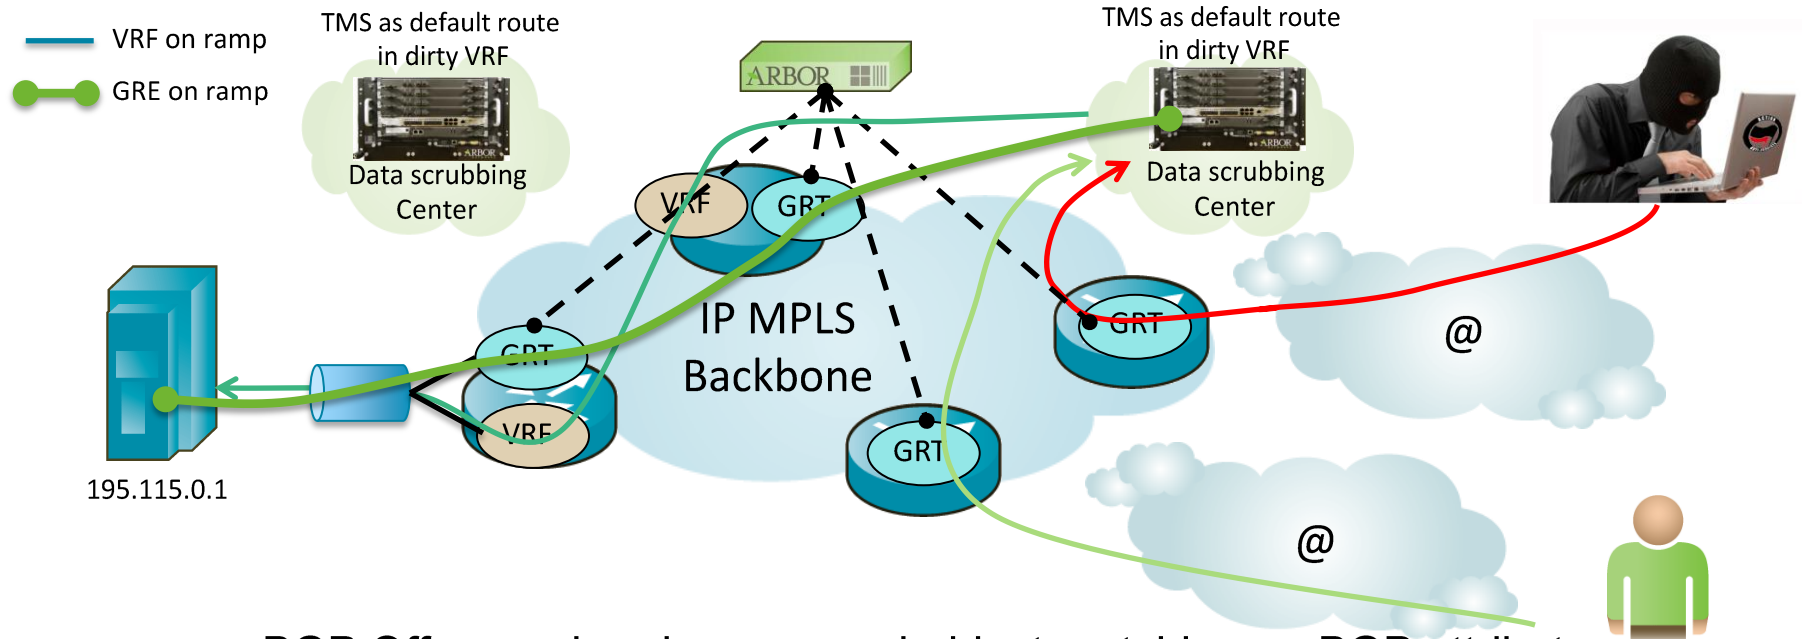 VRF on ramp
GRE on ramp
TMS as default route
in dirty VRF
ARBOR
Data scrubbing
Center
ARBOR
TMS as default route
in dirty VRF
ARBOR
Data scrubbing
Center
VRF
GRT
IP MPLS
Backbone
GRT
VRF
GRT
GRT
@
@
195.115.0.1